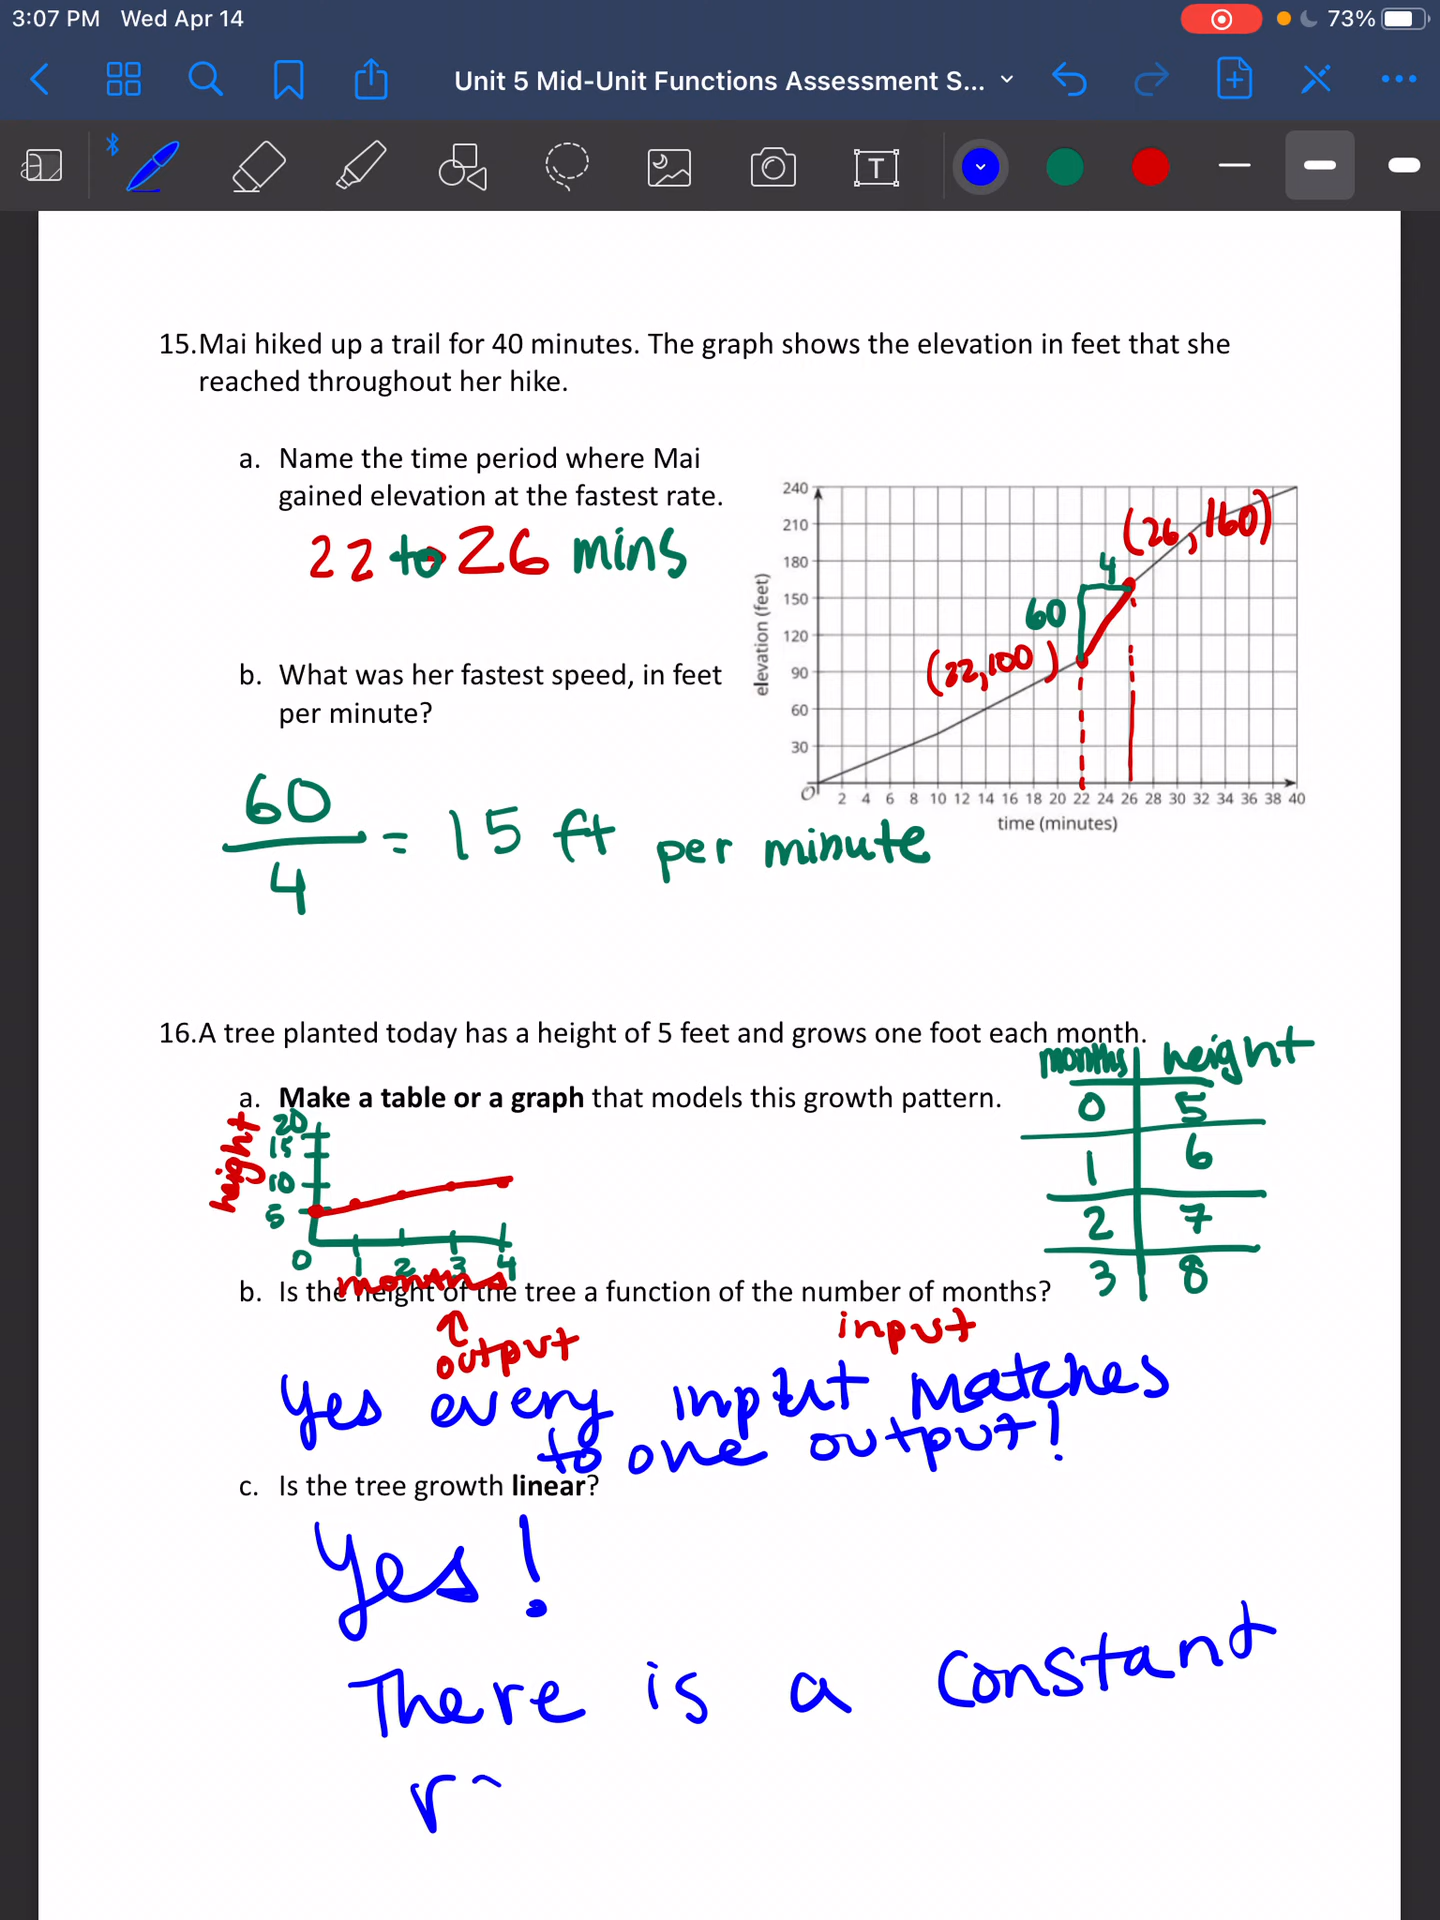 3:07 PM Wed Apr 14
73%
Unit 5 Mid-Unit Functions Assessment S...
a
T
15. Mai hiked up a trail for 40 minutes. The graph shows the elevation in feet that she
reached throughout her hike.
a. Name the time period where Mai
gained elevation at the fastest rate.
22 to 26 mins
b. What was her fastest speed, in feet
per minute?
60
4
= 15 ft per minute
elevation (feet)
240
210
180
150
120
90
60
30
O
2 4 6 8 10 12 14 16 18 20 22 24 26 28 30 32 34 36 38 40
time (minutes)
(26, 160)
4
60
(22, 100)
16. A tree planted today has a height of 5 feet and grows one foot each month.
a. Make a table or a graph that models this growth pattern.
months height
0 5
1 6
2 7
3 8
height
20
15
10
5
0 1 2 3 4
months
b. Is the height of the tree a function of the number of months?
output
input
Yes every input matches
to one output!
c. Is the tree growth linear?
Yes!
There is a constant
r